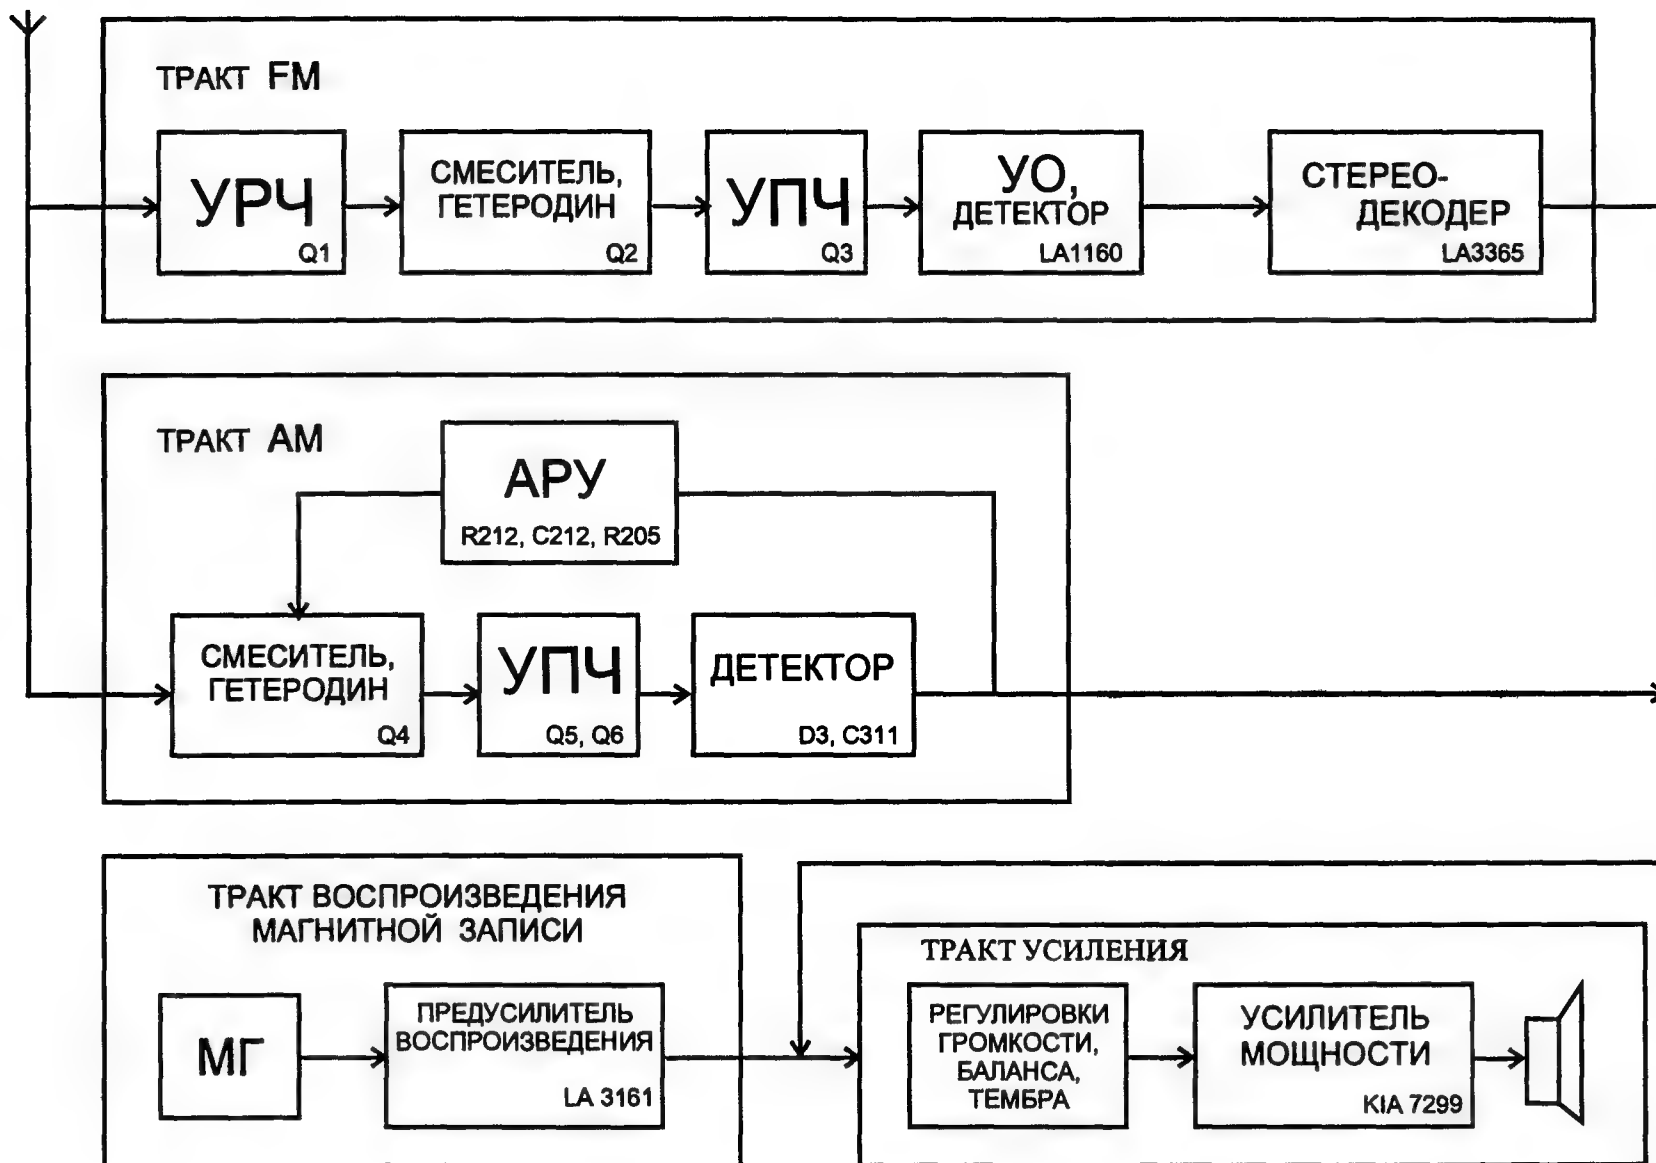 ТРАКТ FM
УРЧ
Q1
СМЕСИТЕЛЬ,
ГЕТЕРОДИН
Q2
УПЧ
Q3
УО,
ДЕТЕКТОР
LA1160
СТЕРЕО-
ДЕКОДЕР
LA3365
ТРАКТ АМ
АРУ
R212, C212, R205
СМЕСИТЕЛЬ,
ГЕТЕРОДИН
Q4
УПЧ
Q5, Q6
ДЕТЕКТОР
D3, C311
ТРАКТ ВОСПРОИЗВЕДЕНИЯ
МАГНИТНОЙ ЗАПИСИ
МГ
ПРЕДУСИЛИТЕЛЬ
ВОСПРОИЗВЕДЕНИЯ
LA 3161
ТРАКТ УСИЛЕНИЯ
РЕГУЛИРОВКИ
ГРОМКОСТИ,
БАЛАНСА,
ТЕМБРА
УСИЛИТЕЛЬ
МОЩНОСТИ
KIA 7299